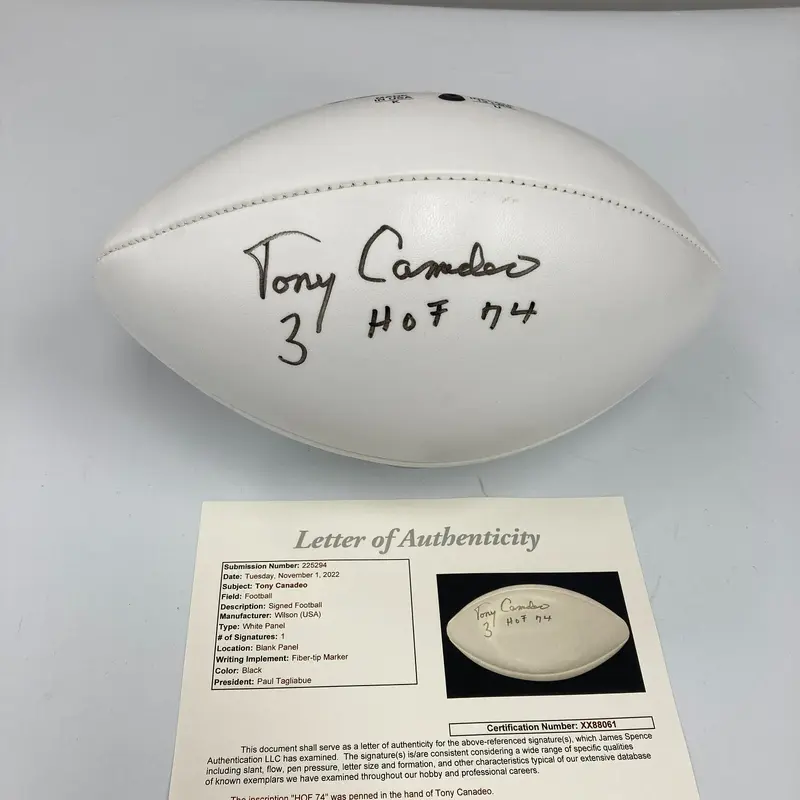 Tony Canadeo
3 HOF 74
Letter of Authenticity
Submission Number: 225294
Date: Tuesday, November 1, 2022
Subject: Tony Canadeo
Field: Football
Description: Signed Football
Manufacturer: Wilson (USA)
Type: White Panel
# of Signatures: 1
Location: Blank Panel
Writing Implement: Fiber-tip Marker
Color: Black
President: Paul Tagliabue
Tony Canadeo
3 HOF 74
Certification Number: XX88061
This document shall serve as a letter of authenticity for the above-referenced signature(s), which James Spence
Authentication LLC has examined. The signature(s) is/are consistent considering a wide range of specific qualities
including slant, flow, pen pressure, letter size and formation, and other characteristics typical of our extensive database
of known exemplars we have examined throughout our hobby and professional careers.
The inscription "HOF 74" was penned in the hand of Tony Canadeo.